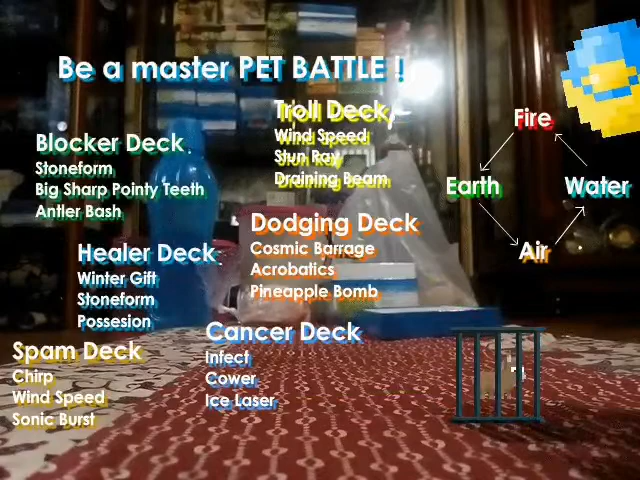 Be a master PET BATTLE !
Troll Deck
Wind Speed
Stun Ray
Draining Beam
Blocker Deck
Stoneform
Big Sharp Pointy Teeth
Antler Bash
Dodging Deck
Cosmic Barrage
Acrobatics
Pineapple Bomb
Healer Deck
Winter Gift
Stoneform
Possesion
Cancer Deck
Infect
Cower
Ice Laser
Spam Deck
Chirp
Wind Speed
Sonic Burst
Fire
Earth
Water
Air